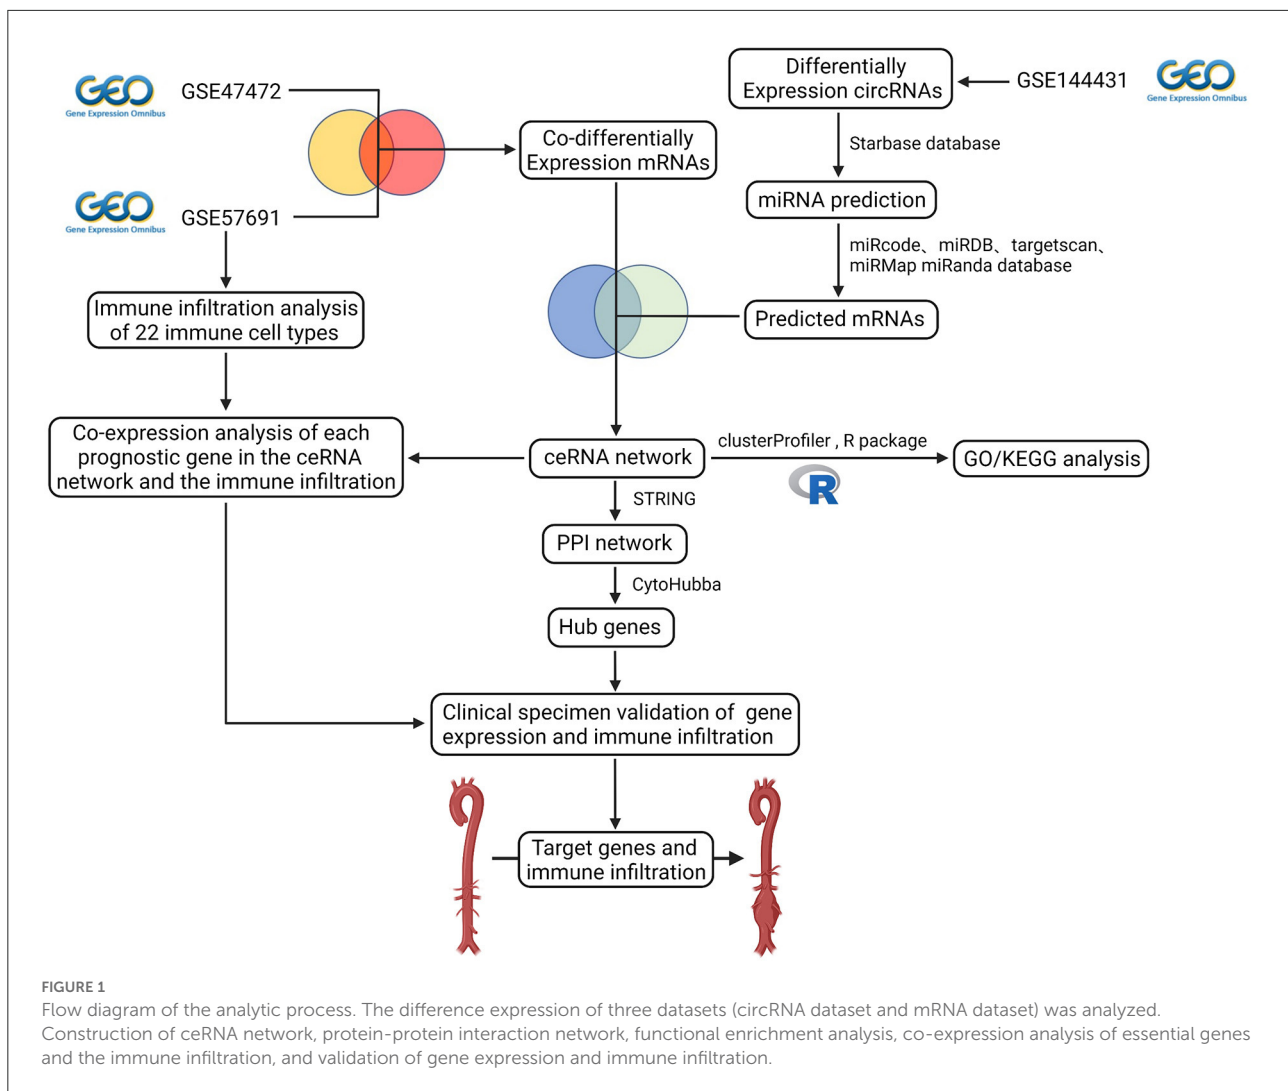 GEO
Gene Expression Omnibus
GSE47472
Differentially
Expression circRNAs
GSE144431
GEO
Gene Expression Omnibus
Co-differentially
Expression mRNAs
Starbase database
miRNA prediction
GEO
Gene Expression Omnibus
GSE57691
miRcode、miRDB、targetscan、
miRMap miRanda database
Immune infiltration analysis
of 22 immune cell types
Predicted mRNAs
Co-expression analysis of each
prognostic gene in the ceRNA
network and the immune infiltration
ceRNA network
clusterProfiler , R package
R
GO/KEGG analysis
STRING
PPI network
CytoHubba
Hub genes
Clinical specimen validation of gene
expression and immune infiltration
Target genes and
immune infiltration
FIGURE 1
Flow diagram of the analytic process. The difference expression of three datasets (circRNA dataset and mRNA dataset) was analyzed.
Construction of ceRNA network, protein-protein interaction network, functional enrichment analysis, co-expression analysis of essential genes
and the immune infiltration, and validation of gene expression and immune infiltration.